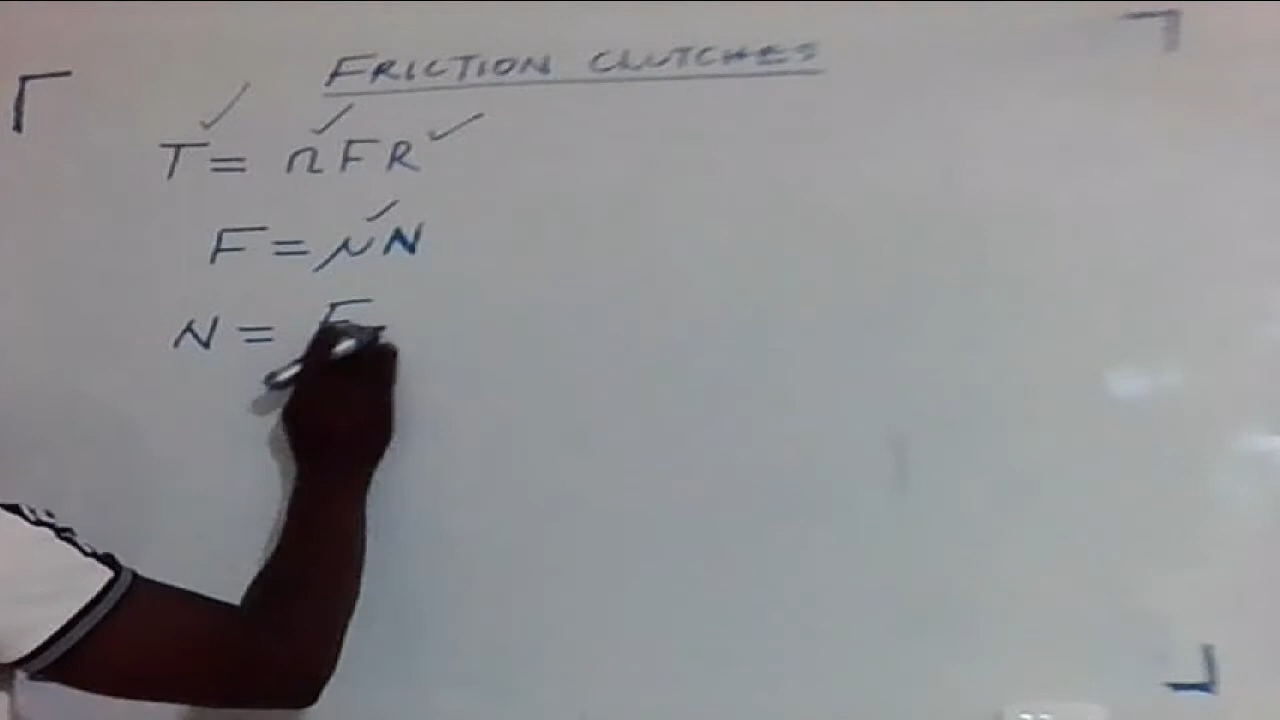 FRICTION CLUTCHES
T = nFR
F = μN
N = F